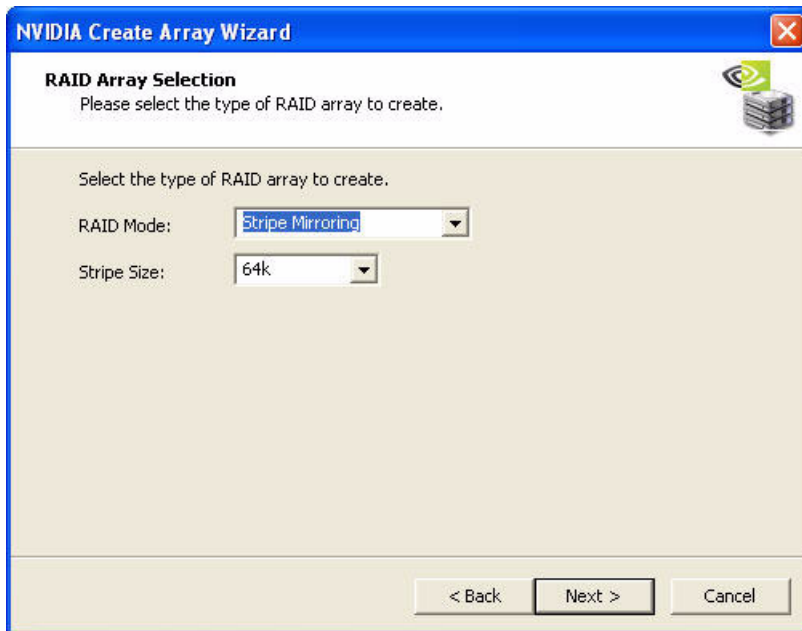 NVIDIA Create Array Wizard
RAID Array Selection
Please select the type of RAID array to create.
Select the type of RAID array to create.
RAID Mode: Stripe Mirroring
Stripe Size: 64k
< Back Next > Cancel